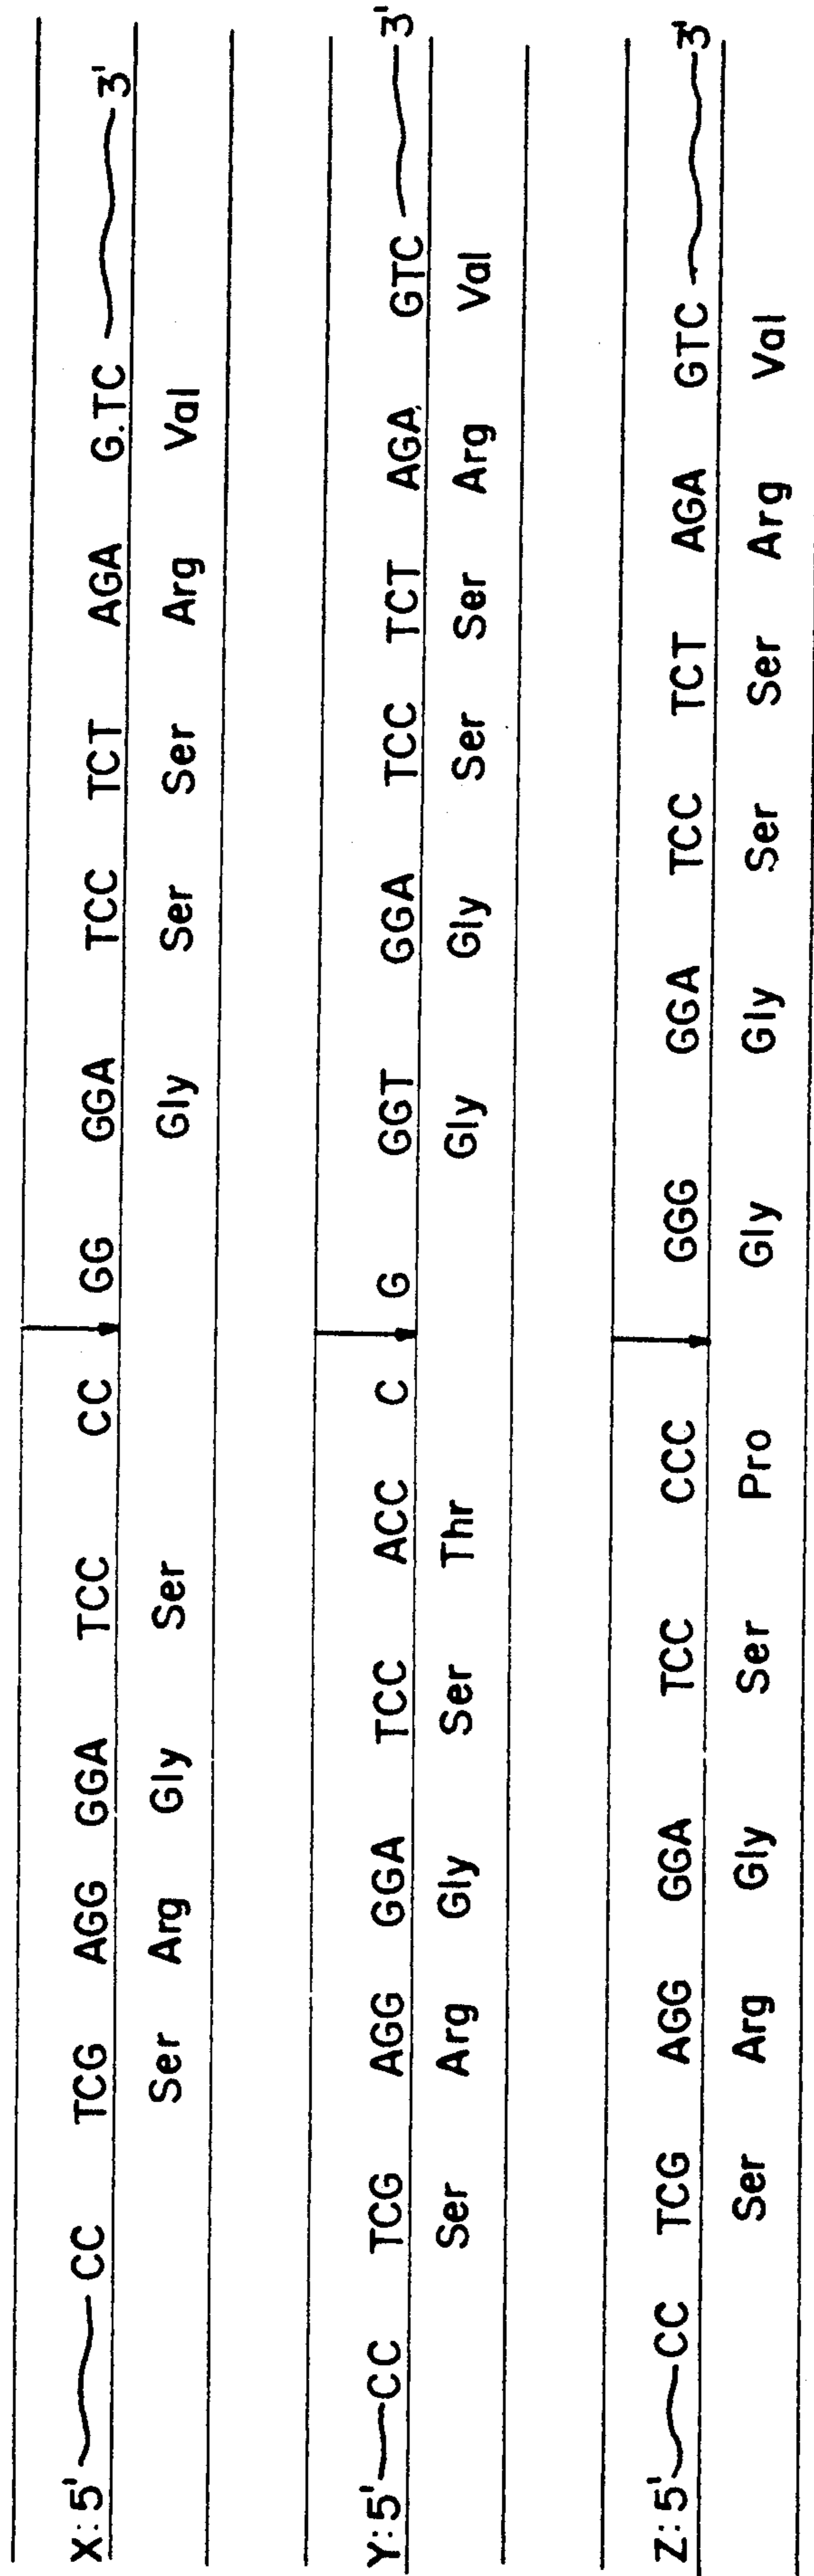 X: 5' CC TCG AGG GGA TCC CC GG GGA TCC TCT AGA G.TC 3'
Ser Arg Gly Ser Gly Ser Ser Arg Val
Y: 5' CC TCG AGG GGA TCC ACC C G GGT GGA TCC TCT AGA GTC 3'
Ser Arg Gly Ser Thr Gly Gly Ser Ser Arg Val
Z: 5' CC TCG AGG GGA TCC CCC GGG GGA TCC TCT AGA GTC 3'
Ser Arg Gly Ser Pro Gly Gly Ser Ser Arg Val